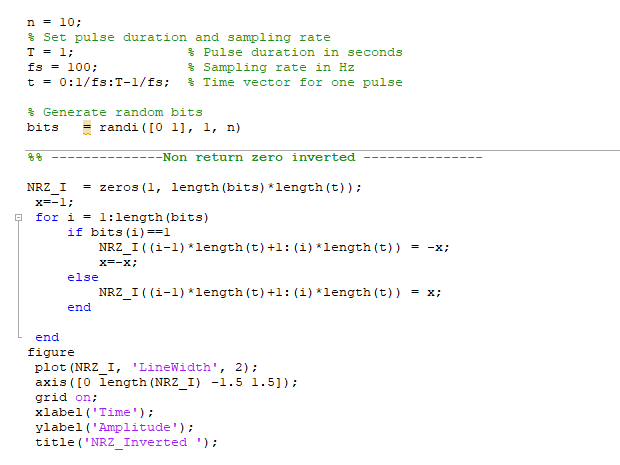 n = 10;
% Set pulse duration and sampling rate
T = 1;               % Pulse duration in seconds
fs = 100;            % Sampling rate in Hz
t = 0:1/fs:T-1/fs;   % Time vector for one pulse
% Generate random bits
bits   = randi([0 1], 1, n)
%% --------------Non return zero inverted ---------------
NRZ_I  = zeros(1, length(bits)*length(t));
x=-1;
for i = 1:length(bits)
if bits(i)==1
NRZ_I((i-1)*length(t)+1:(i)*length(t)) = -x;
x=-x;
else
NRZ_I((i-1)*length(t)+1:(i)*length(t)) = x;
end
end
figure
plot(NRZ_I, 'LineWidth', 2);
axis([0 length(NRZ_I) -1.5 1.5]);
grid on;
xlabel('Time');
ylabel('Amplitude');
title('NRZ_Inverted ');